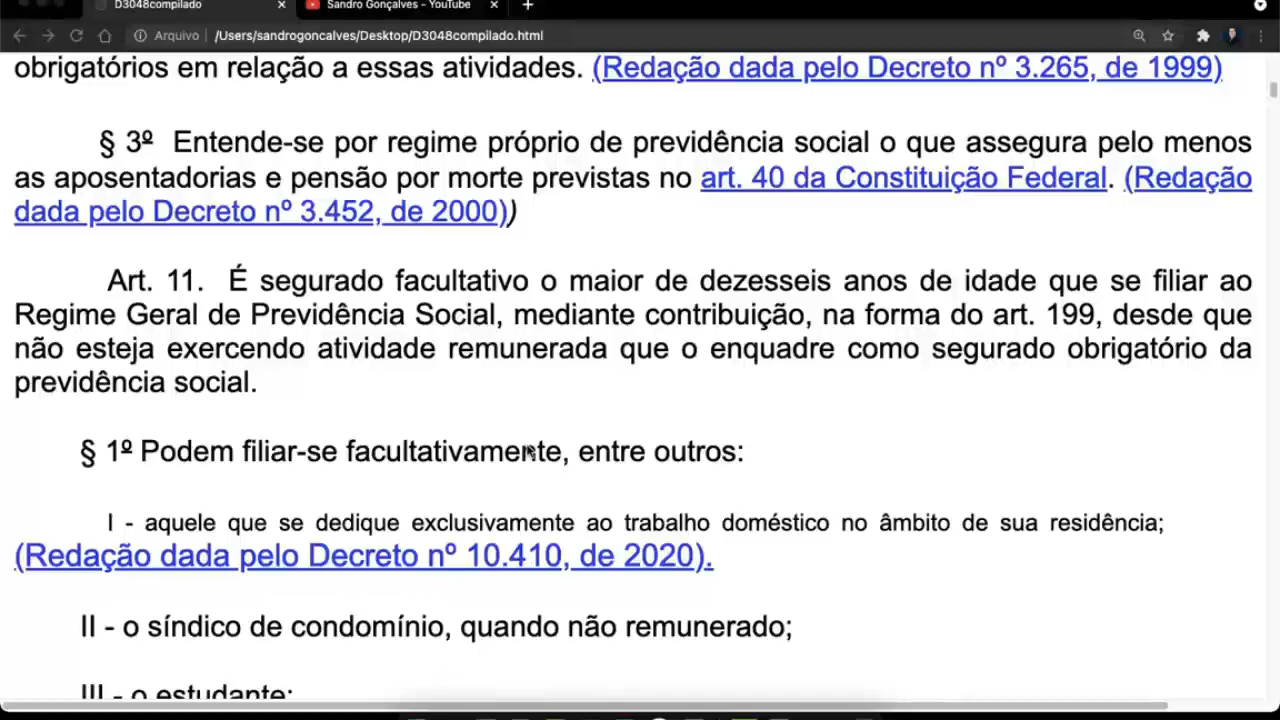 D3048compilado
Sandro Gonçalves - YouTube
Arquivo | /Users/sandrogoncalves/Desktop/D3048compilado.html
obrigatórios em relação a essas atividades. (Redação dada pelo Decreto nº 3.265, de 1999)
§ 3º Entende-se por regime próprio de previdência social o que assegura pelo menos
as aposentadorias e pensão por morte previstas no art. 40 da Constituição Federal. (Redação
dada pelo Decreto nº 3.452, de 2000))
Art. 11. É segurado facultativo o maior de dezesseis anos de idade que se filiar ao
Regime Geral de Previdência Social, mediante contribuição, na forma do art. 199, desde que
não esteja exercendo atividade remunerada que o enquadre como segurado obrigatório da
previdência social.
§ 1º Podem filiar-se facultativamente, entre outros:
I - aquele que se dedique exclusivamente ao trabalho doméstico no âmbito de sua residência;
(Redação dada pelo Decreto nº 10.410, de 2020).
II - o síndico de condomínio, quando não remunerado;
III - o estudante;